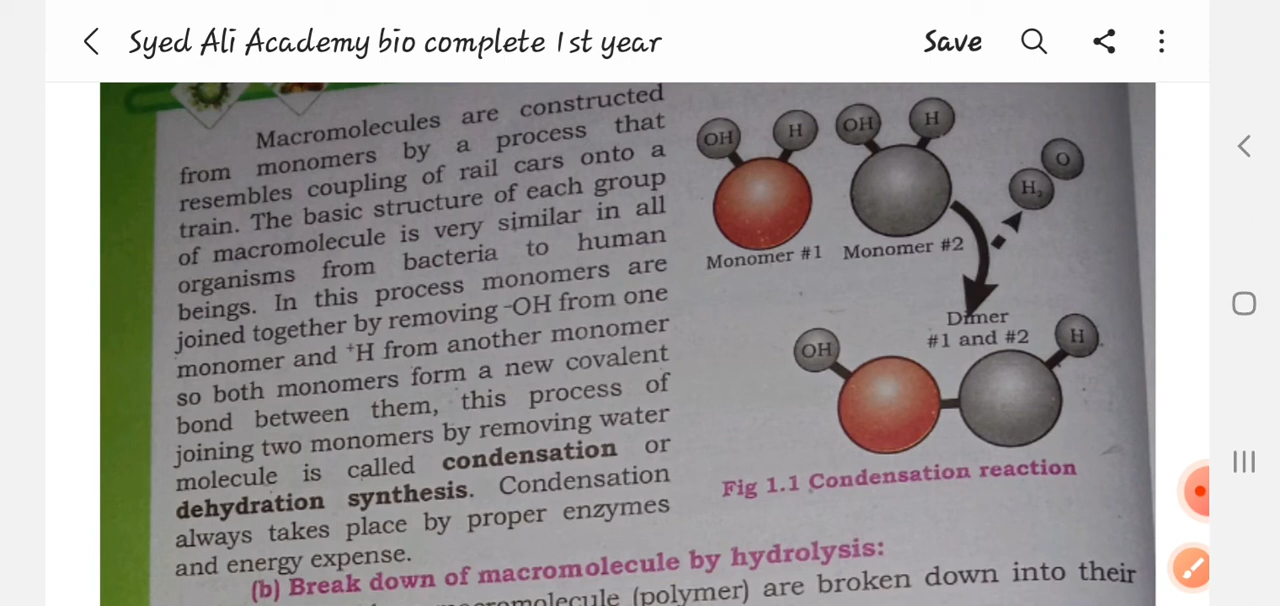 Syed Ali Academy bio complete 1st year
Save
Macromolecules are constructed
from monomers by a process that
resembles coupling of rail cars onto a
train. The basic structure of each group
of macromolecule is very similar in all
organisms from bacteria to human
beings. In this process monomers are
joined together by removing -OH from one
monomer and ⁺H from another monomer
so both monomers form a new covalent
bond between them, this process of
joining two monomers by removing water
molecule is called condensation or
dehydration synthesis. Condensation
always takes place by proper enzymes
and energy expense.
OH H OH H
H₂ O
Monomer #1 Monomer #2
Dimer
#1 and #2
OH H
Fig 1.1 Condensation reaction
(b) Break down of macromolecule by hydrolysis:
(polymer) are broken down into their